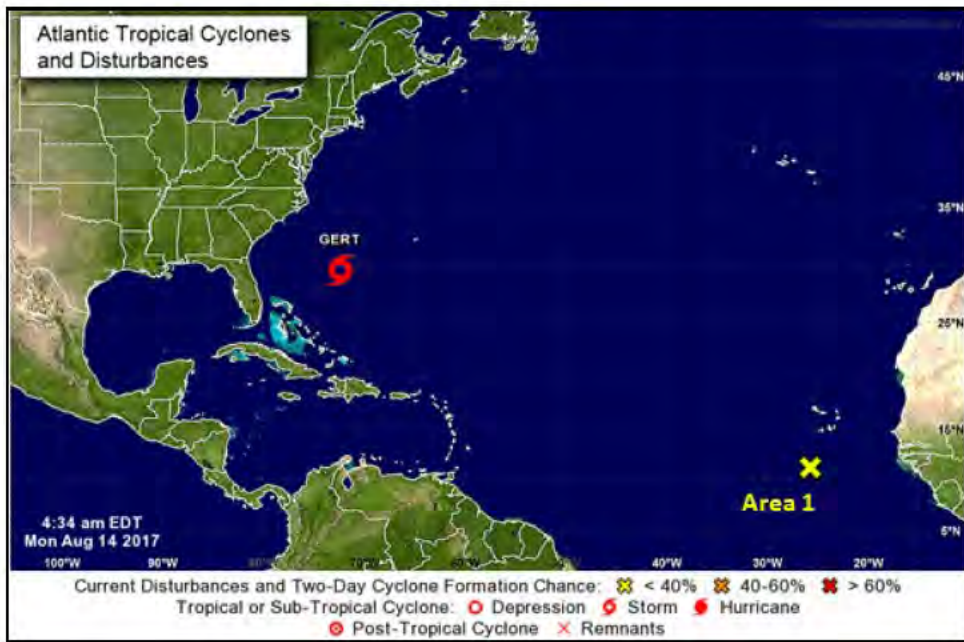 Atlantic Tropical Cyclones
and Disturbances
45°N
35°N
GERT
25°N
15°N
Area 1
5°N
4:34 am EDT
Mon Aug 14 2017
100°W 90°W 80°W 70°W 40°W 30°W 20°W
Current Disturbances and Two-Day Cyclone Formation Chance: < 40% 40-60% > 60%
Tropical or Sub-Tropical Cyclone: Depression Storm Hurricane
Post-Tropical Cyclone Remnants